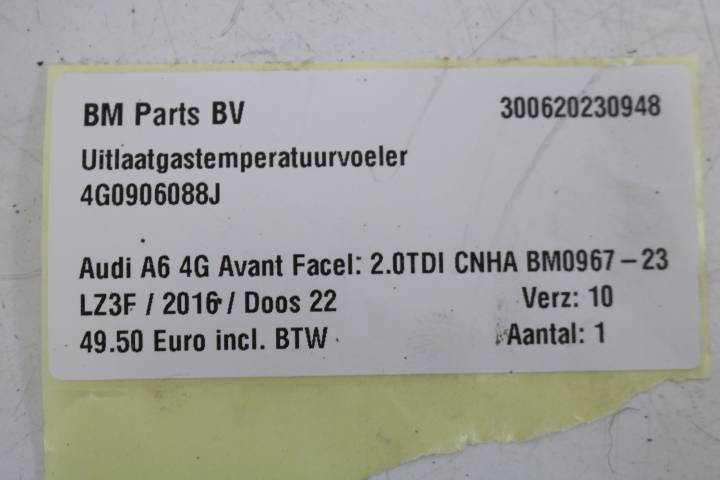 BM Parts BV 300620230948
Uitlaatgastemperatuurvoeler
4G0906088J
Audi A6 4G Avant Facel: 2.0TDI CNHA BM0967-23
LZ3F / 2016 / Doos 22 Verz: 10
49.50 Euro incl. BTW Aantal: 1